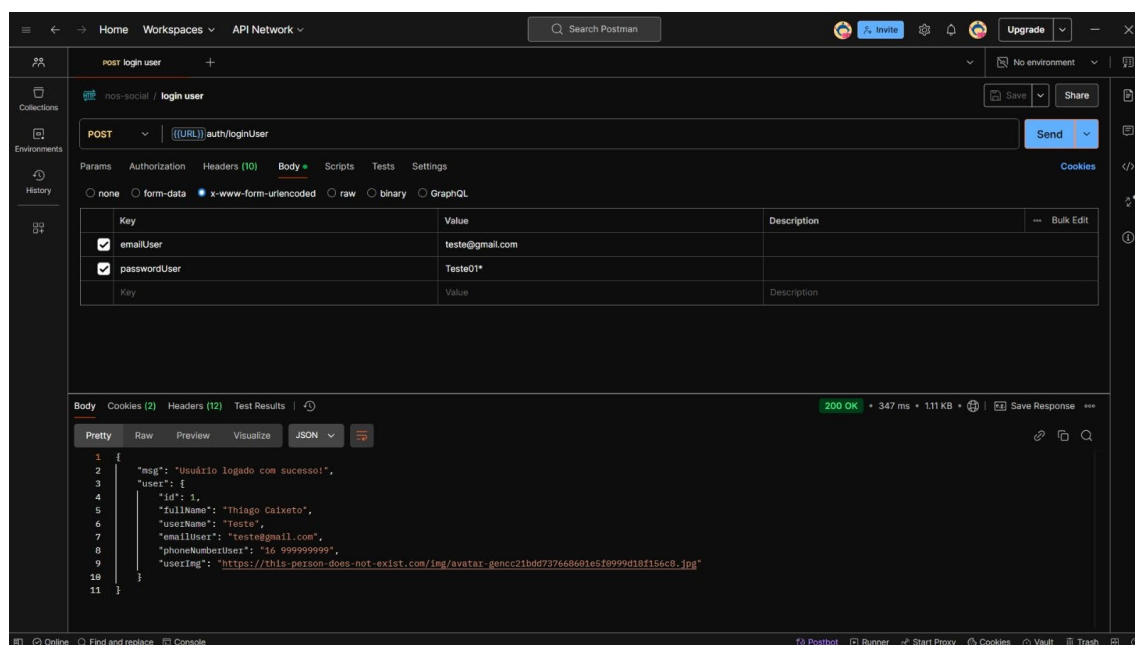 Home Workspaces API Network Search Postman Invite Upgrade
POST login user No environment
nos-social / login user Save Share
POST {{URL}} auth/loginUser Send
Params Authorization Headers (10) Body Scripts Tests Settings Cookies
none form-data x-www-form-urlencoded raw binary GraphQL
Key Value Description Bulk Edit
emailUser teste@gmail.com
passwordUser Teste01*
Key Value Description
Collections
Environments
History
Body Cookies (2) Headers (12) Test Results 200 OK 347 ms 1.11 KB Save Response
Pretty Raw Preview Visualize JSON
1 {
2 "msg": "Usuário logado com sucesso!",
3 "user": {
4 "id": 1,
5 "fullName": "Thiago Caixeto",
6 "userName": "Teste",
7 "emailUser": "teste@gmail.com",
8 "phoneNumberUser": "16 999999999",
9 "userImg": "https://this-person-does-not-exist.com/img/avatar-gencc21bdd737668601e5f0999d18f156c8.jpg"
10 }
11 }
Online Find and replace Console Postbot Runner Start Proxy Cookies Vault Trash